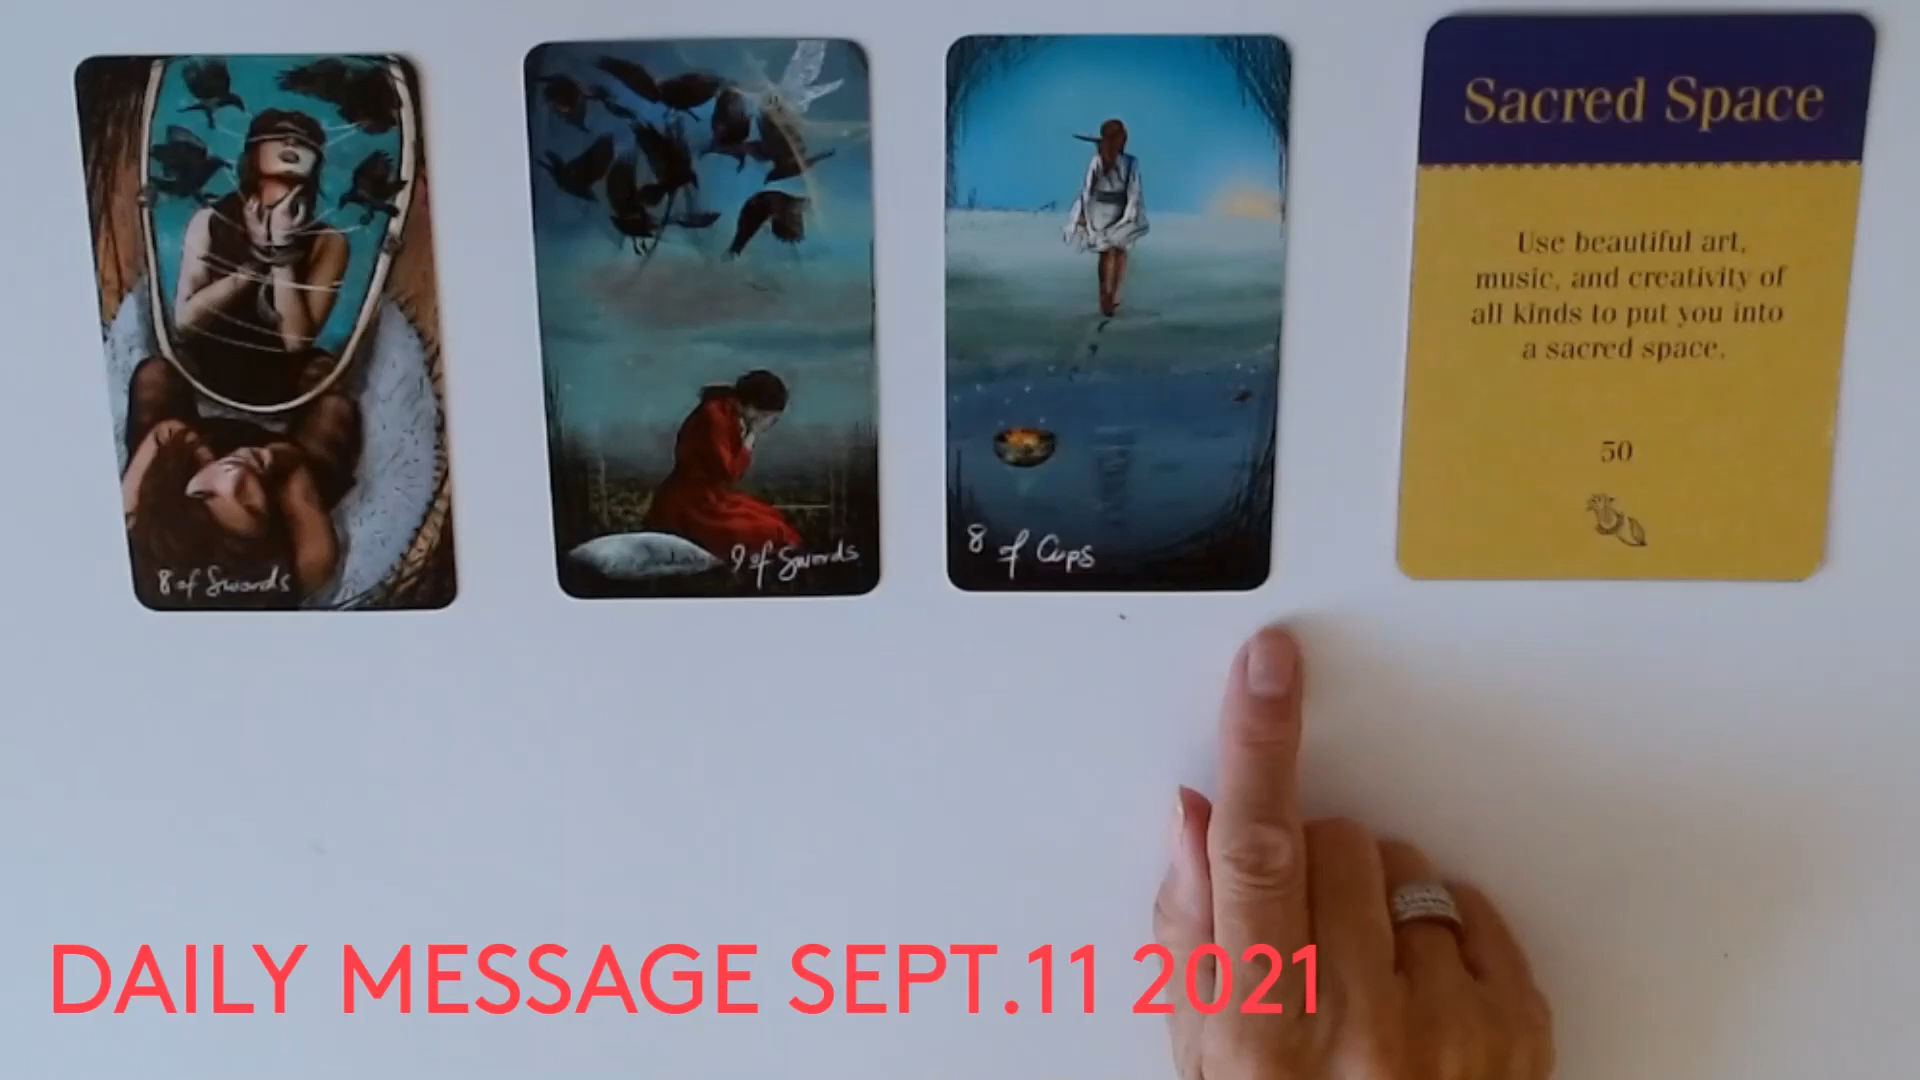 8 of Swords
9 of Swords
8 of Cups
Sacred Space
Use beautiful art,
music, and creativity of
all kinds to put you into
a sacred space.
50
DAILY MESSAGE SEPT.11 2021